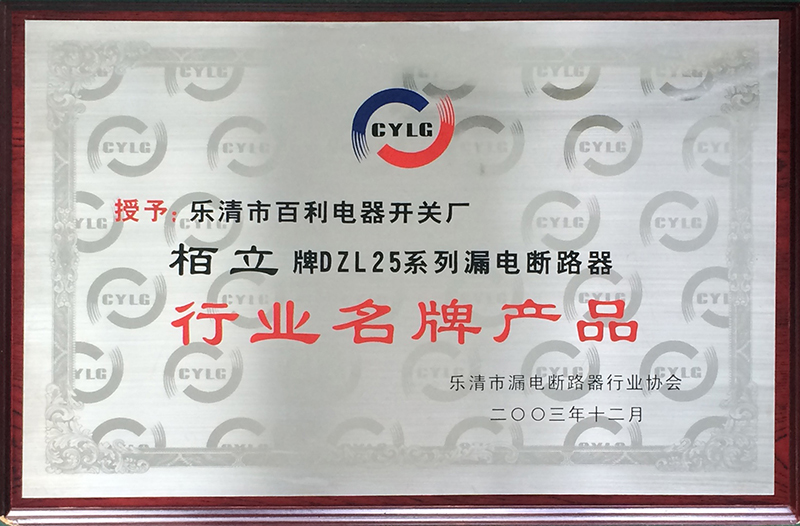 CYLG
授予：乐清市百利电器开关厂
栢立牌DZL25系列漏电断路器
行业名牌产品
乐清市漏电断路器行业协会
二〇〇三年十二月